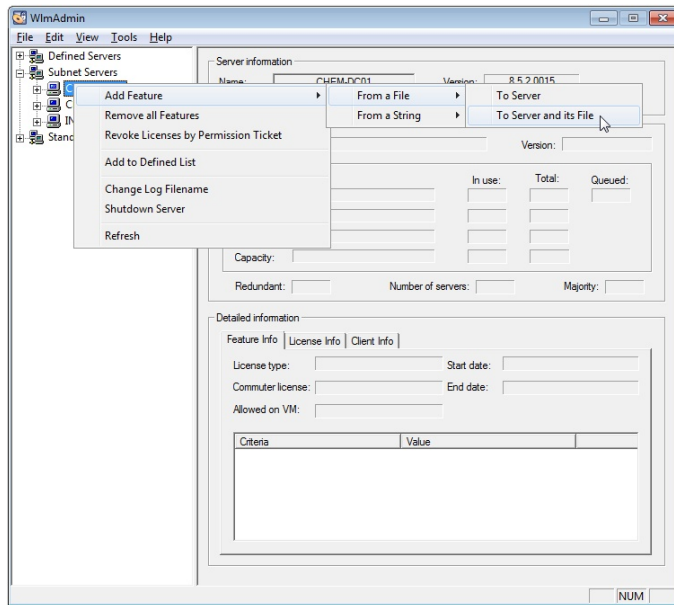 WlmAdmin
File Edit View Tools Help
Defined Servers
Subnet Servers
C
C
IN
Stand
Add Feature
Remove all Features
Revoke Licenses by Permission Ticket
Add to Defined List
Change Log Filename
Shutdown Server
Refresh
From a File
From a String
To Server
To Server and its File
Server information
Name: CHEM-DC01 Version: 8.5.2.0015
Version:
In use: Total: Queued:
Capacity:
Redundant: Number of servers: Majority:
Detailed information
Feature Info License Info Client Info
License type: Start date:
Commuter license: End date:
Allowed on VM:
Criteria Value
NUM